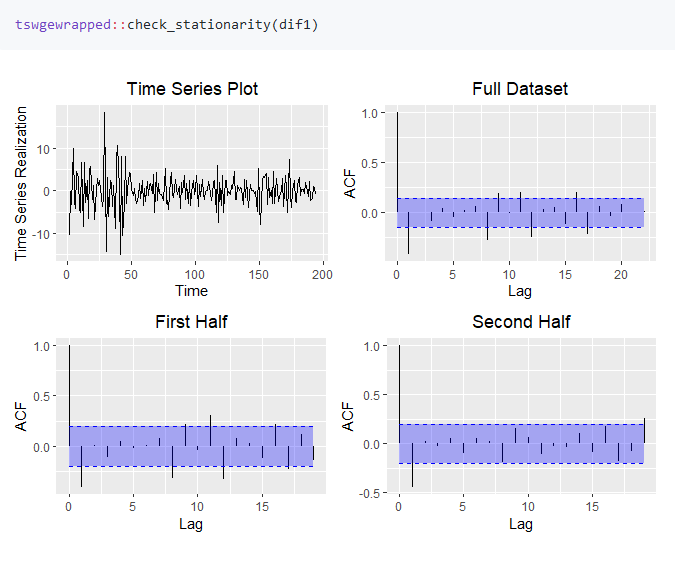 tswgewrapped::check_stationarity(dif1)
Time Series Plot
Time Series Realization
10
0
-10
0 50 100 150 200
Time
Full Dataset
ACF
1.0
0.5
0.0
0 5 10 15 20
Lag
First Half
ACF
1.0
0.5
0.0
0 5 10 15
Lag
Second Half
ACF
1.0
0.5
0.0
-0.5
0 5 10 15
Lag